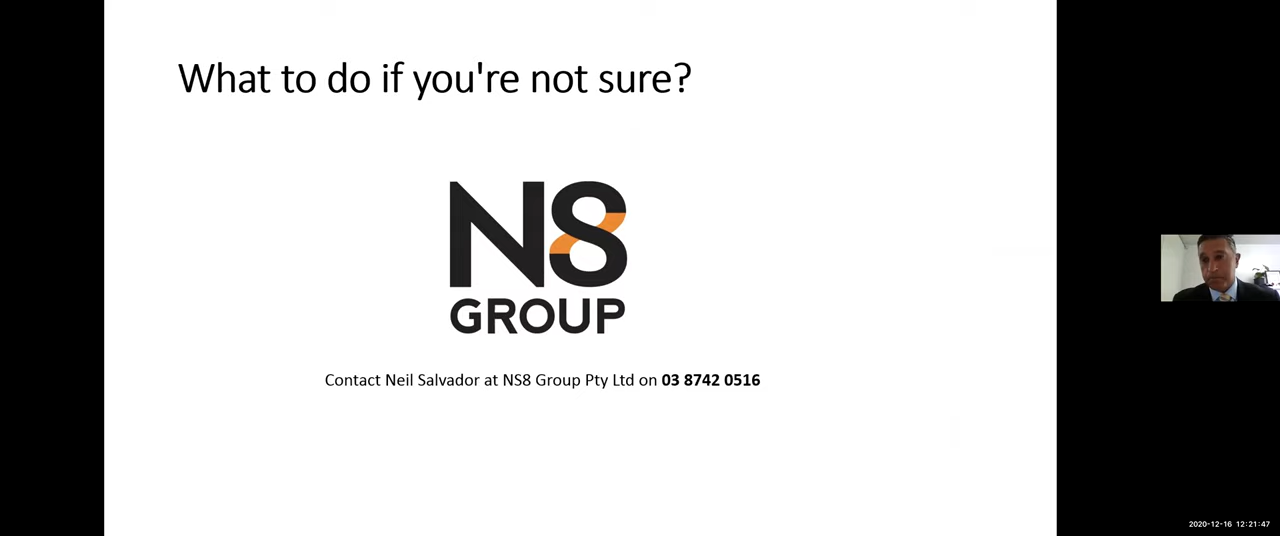 What to do if you're not sure?
NS
GROUP
Contact Neil Salvador at NS8 Group Pty Ltd on 03 8742 0516
2020-12-16 12:21:47